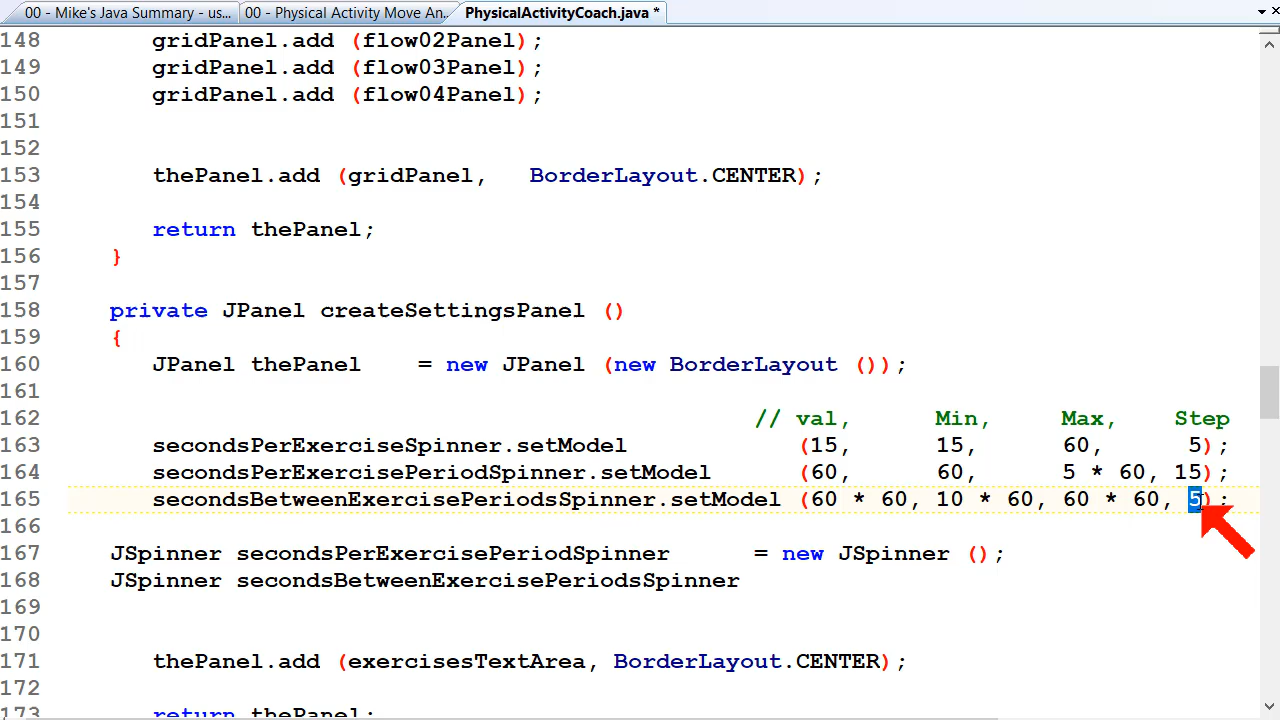 00 - Mike's Java Summary - us... 00 - Physical Activity Move An... PhysicalActivityCoach.java *
148 gridPanel.add (flow02Panel);
149 gridPanel.add (flow03Panel);
150 gridPanel.add (flow04Panel);
151
152
153 thePanel.add (gridPanel, BorderLayout.CENTER);
154
155 return thePanel;
156 }
157
158 private JPanel createSettingsPanel ()
159 {
160 JPanel thePanel = new JPanel (new BorderLayout ());
161
162 // val, Min, Max, Step
163 secondsPerExerciseSpinner.setModel (15, 15, 60, 5);
164 secondsPerExercisePeriodSpinner.setModel (60, 60, 5 * 60, 15);
165 secondsBetweenExercisePeriodsSpinner.setModel (60 * 60, 10 * 60, 60 * 60, 5);
166
167 JSpinner secondsPerExercisePeriodSpinner = new JSpinner ();
168 JSpinner secondsBetweenExercisePeriodsSpinner
169
170
171 thePanel.add (exercisesTextArea, BorderLayout.CENTER);
172
173 return thePanel;